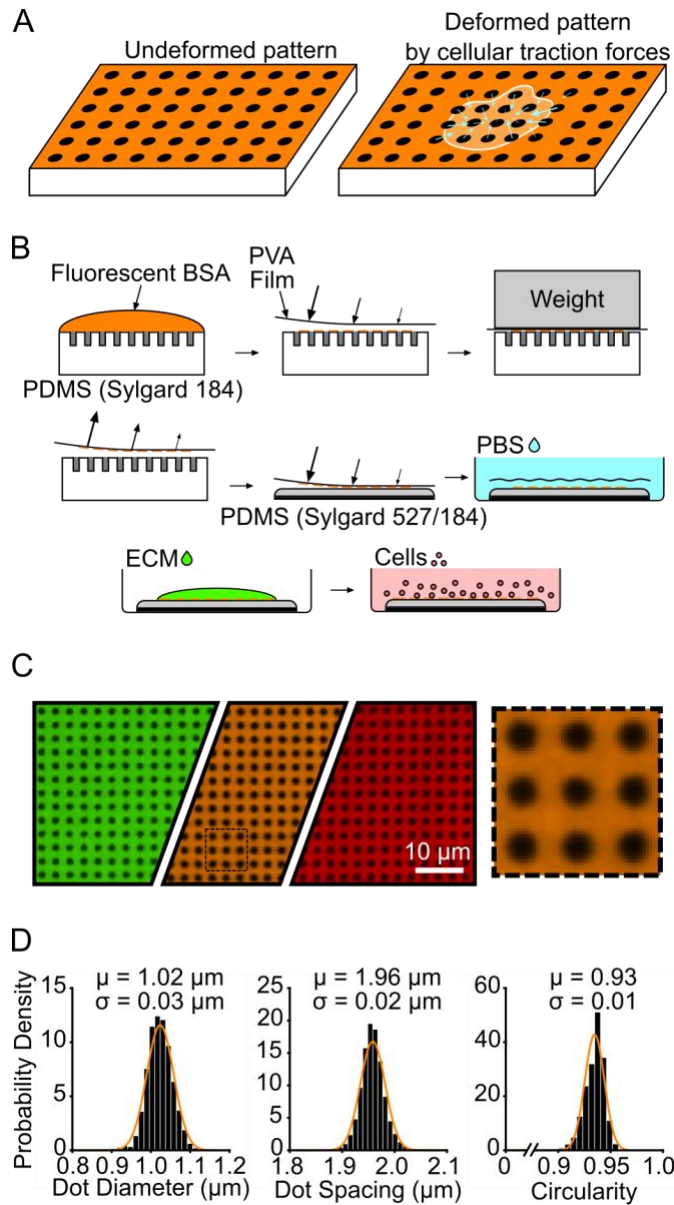 A
Undeformed pattern
Deformed pattern
by cellular traction forces
B
Fluorescent BSA
PVA
Film
Weight
PDMS (Sylgard 184)
PBS
PDMS (Sylgard 527/184)
ECM
Cells
C
10 µm
D
µ = 1.02 µm
σ = 0.03 µm
µ = 1.96 µm
σ = 0.02 µm
µ = 0.93
σ = 0.01
Probability Density
15
10
5
0
0.8 0.9 1.0 1.1 1.2
Dot Diameter (µm)
25
20
15
10
5
0
1.8 1.9 2.0 2.1
Dot Spacing (µm)
60
40
20
0
0 0.9 0.95 1.0
Circularity